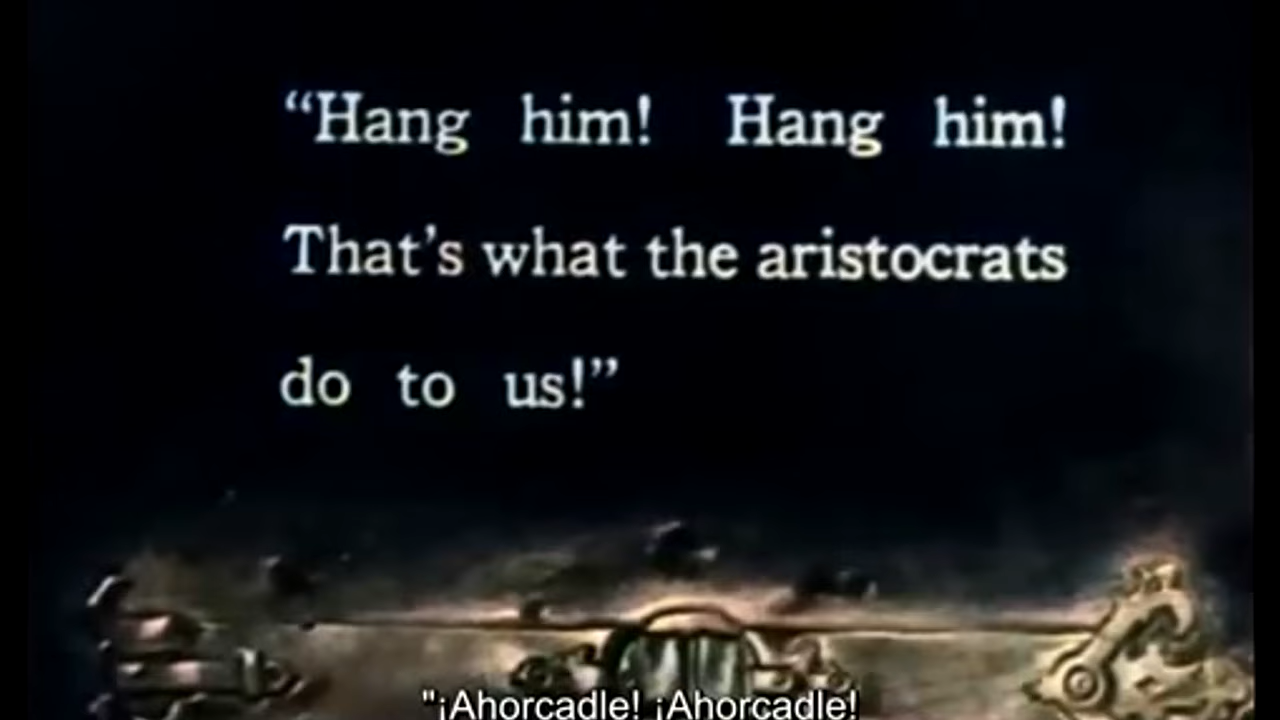 “Hang him! Hang him!
That’s what the aristocrats
do to us!”
"¡Ahorcadle! ¡Ahorcadle!